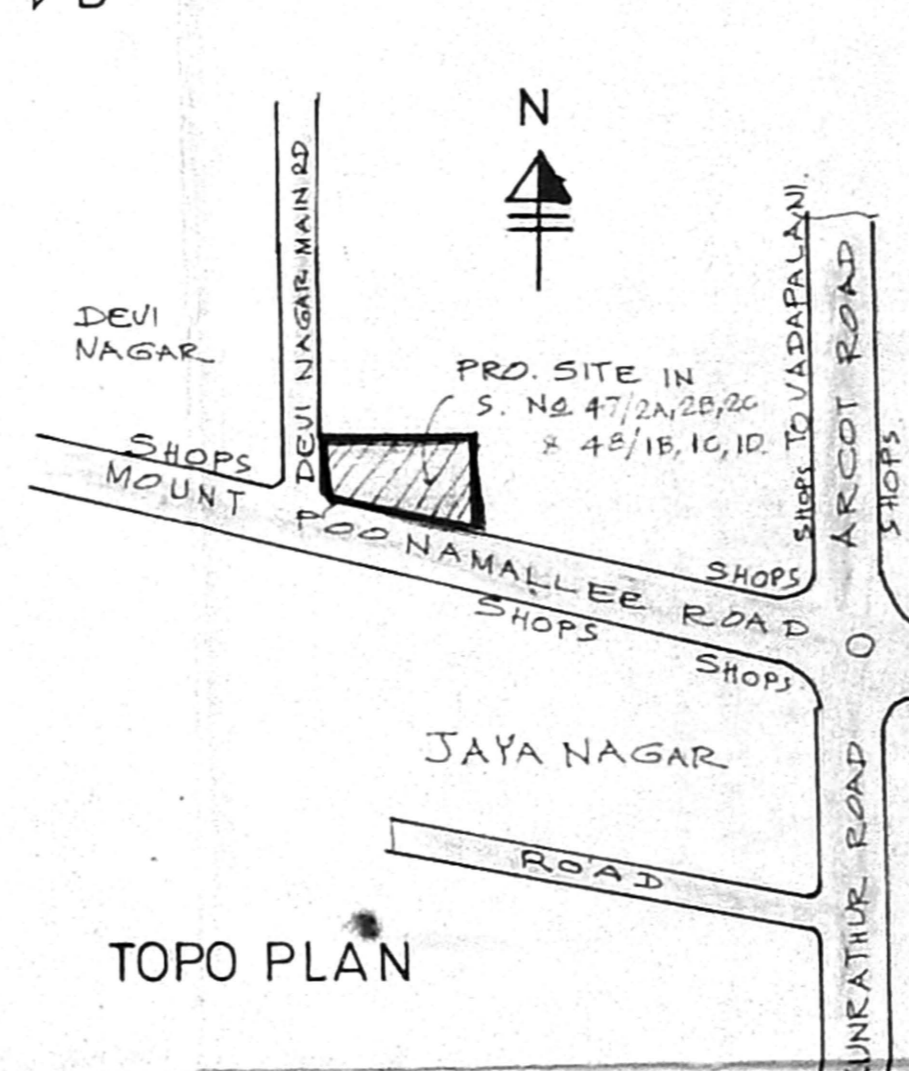 N
DEVI NAGAR MAIN RD
DEVI
NAGAR
PRO. SITE IN
S. No 47/2A,2B,2C
& 48/1B,1C,1D.
SHOPS TO VADAPALANI.
ARCOT ROAD
SHOPS
SHOPS
MOUNT POONAMALLEE ROAD
SHOPS
SHOPS
SHOPS
JAYA NAGAR
ROAD
TOPO PLAN